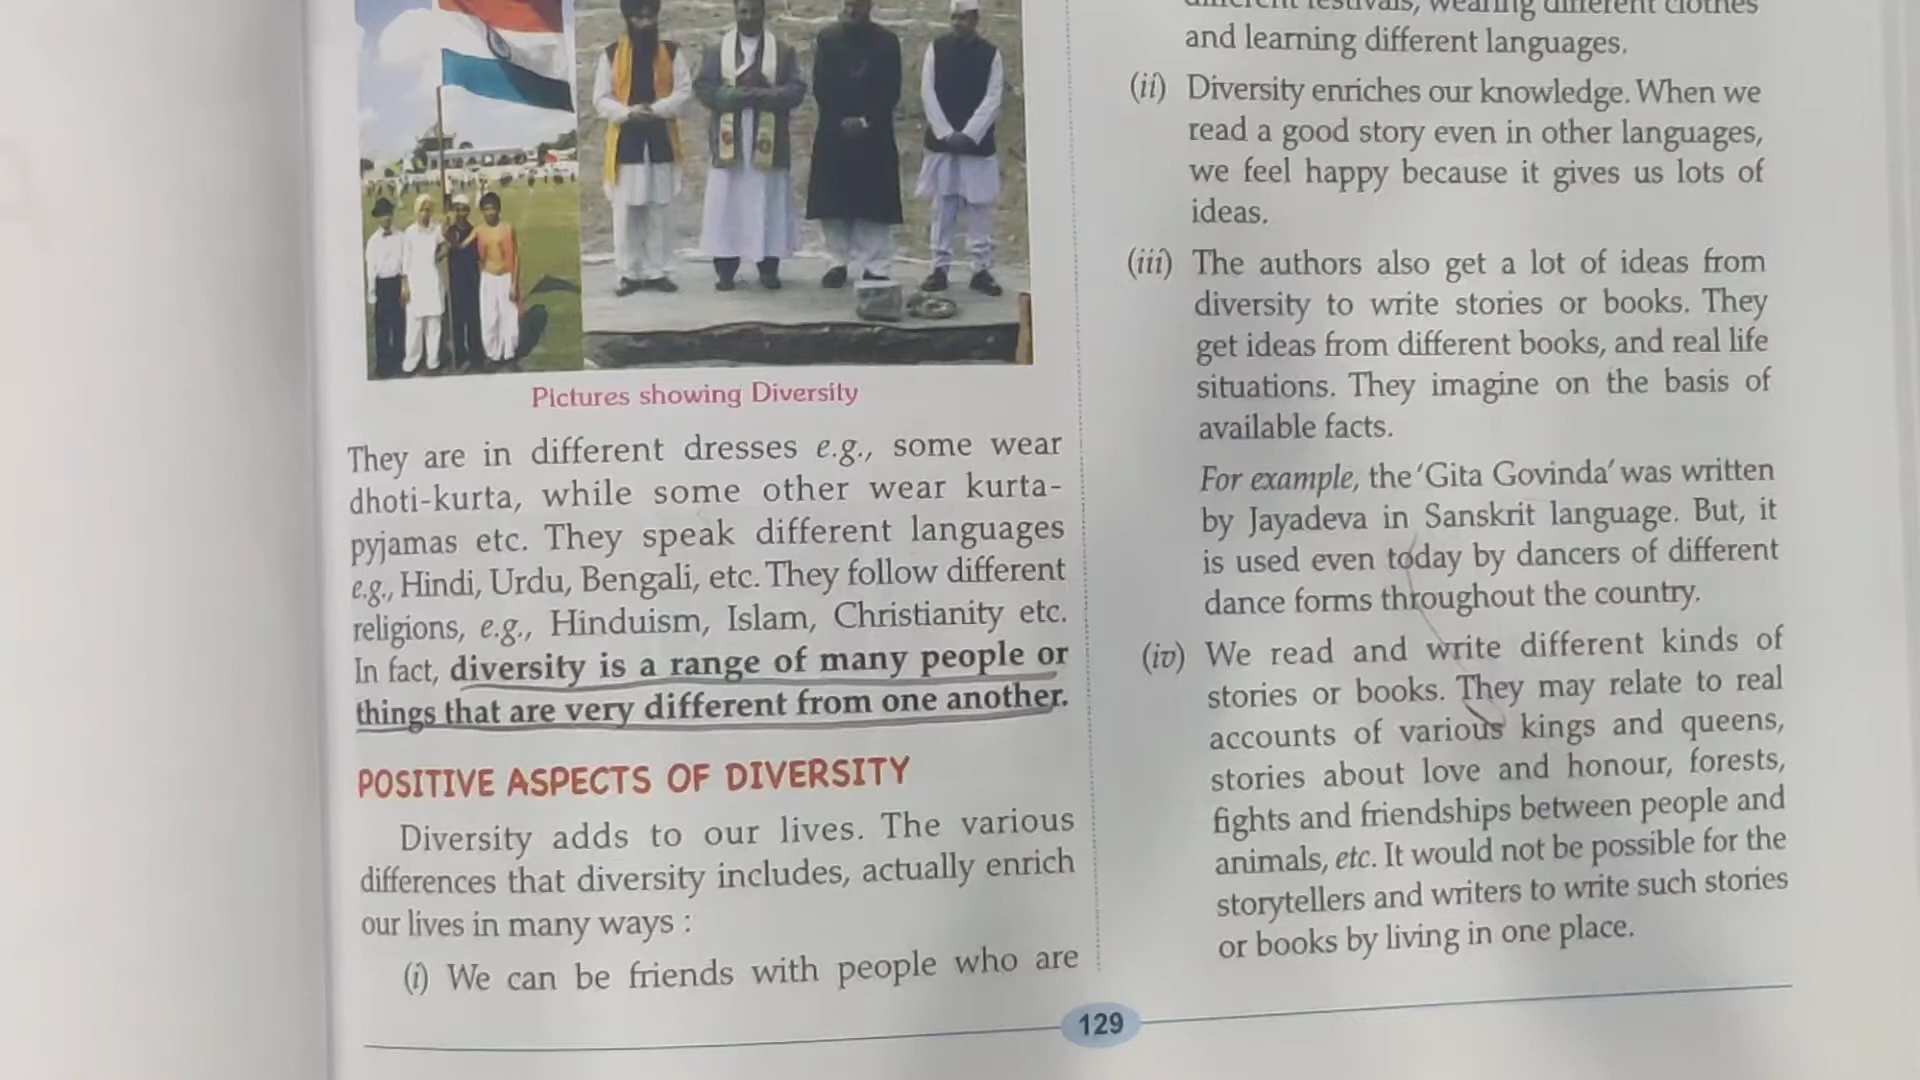 Pictures showing Diversity
They are in different dresses e.g., some wear
dhoti-kurta, while some other wear kurta-
pyjamas etc. They speak different languages
e.g., Hindi, Urdu, Bengali, etc. They follow different
religions, e.g., Hinduism, Islam, Christianity etc.
In fact, diversity is a range of many people or
things that are very different from one another.
POSITIVE ASPECTS OF DIVERSITY
Diversity adds to our lives. The various
differences that diversity includes, actually enrich
our lives in many ways :
(i) We can be friends with people who are
different festivals, wearing different clothes
and learning different languages.
(ii) Diversity enriches our knowledge. When we
read a good story even in other languages,
we feel happy because it gives us lots of
ideas.
(iii) The authors also get a lot of ideas from
diversity to write stories or books. They
get ideas from different books, and real life
situations. They imagine on the basis of
available facts.
For example, the 'Gita Govinda' was written
by Jayadeva in Sanskrit language. But, it
is used even today by dancers of different
dance forms throughout the country.
(iv) We read and write different kinds of
stories or books. They may relate to real
accounts of various kings and queens,
stories about love and honour, forests,
fights and friendships between people and
animals, etc. It would not be possible for the
storytellers and writers to write such stories
or books by living in one place.
129